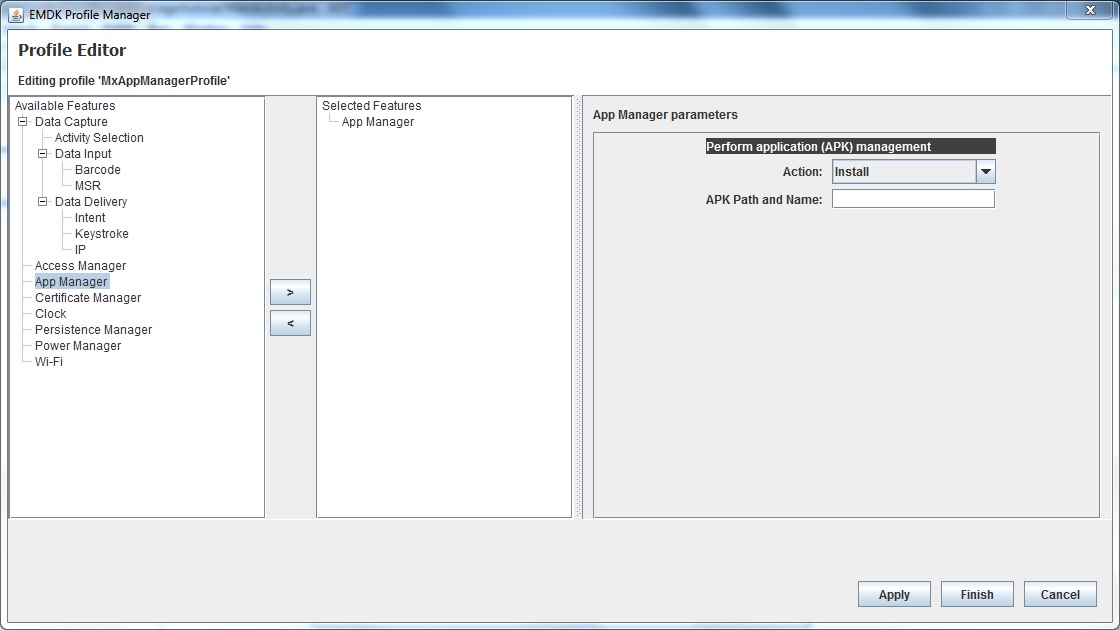 EMDK Profile Manager
Profile Editor
Editing profile 'MxAppManagerProfile'
Available Features
Data Capture
Activity Selection
Data Input
Barcode
MSR
Data Delivery
Intent
Keystroke
IP
Access Manager
App Manager
Certificate Manager
Clock
Persistence Manager
Power Manager
Wi-Fi
>
<
Selected Features
App Manager
App Manager parameters
Perform application (APK) management
Action: Install
APK Path and Name:
Apply Finish Cancel